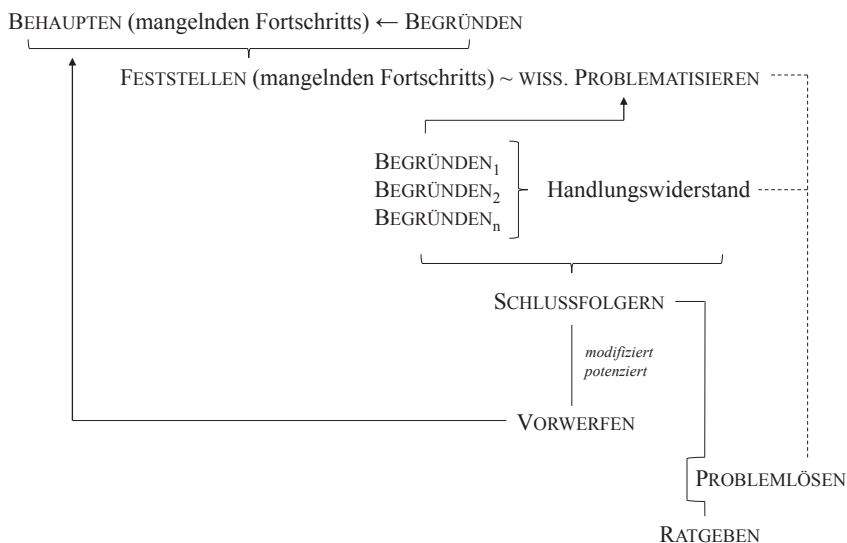 BEHAUPTEN (mangelnden Fortschritts) ← BEGRÜNDEN
FESTSTELLEN (mangelnden Fortschritts) ~ WISS. PROBLEMATISIEREN
BEGRÜNDEN₁
BEGRÜNDEN₂
BEGRÜNDENₙ
Handlungswiderstand
SCHLUSSFOLGERN
modifiziert
potenziert
VORWERFEN
PROBLEMLÖSEN
RATGEBEN